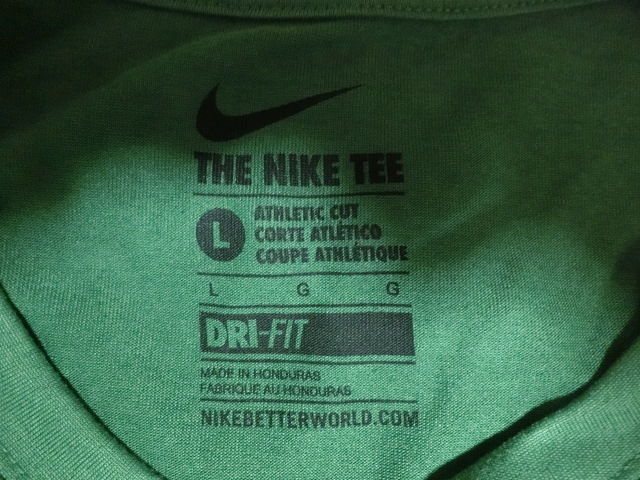 THE NIKE TEE
L
ATHLETIC CUT
CORTE ATLÉTICO
COUPE ATHLÉTIQUE
L G G
DRI-FIT
MADE IN HONDURAS
FABRIQUE AU HONDURAS
NIKEBETTERWORLD.COM